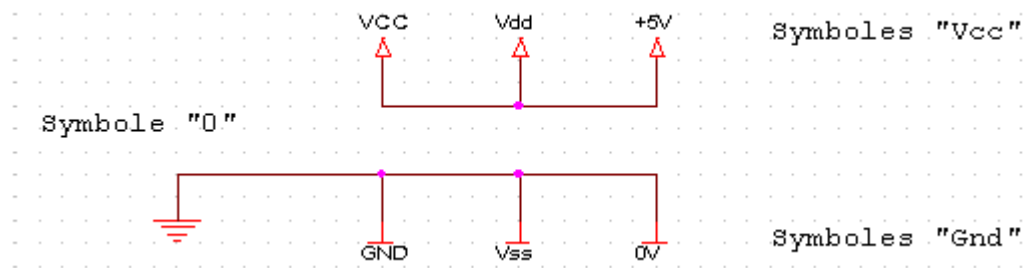 VCC Vdd +5V Symboles "Vcc"
Symbole "0"
GND Vss 0V Symboles "Gnd"